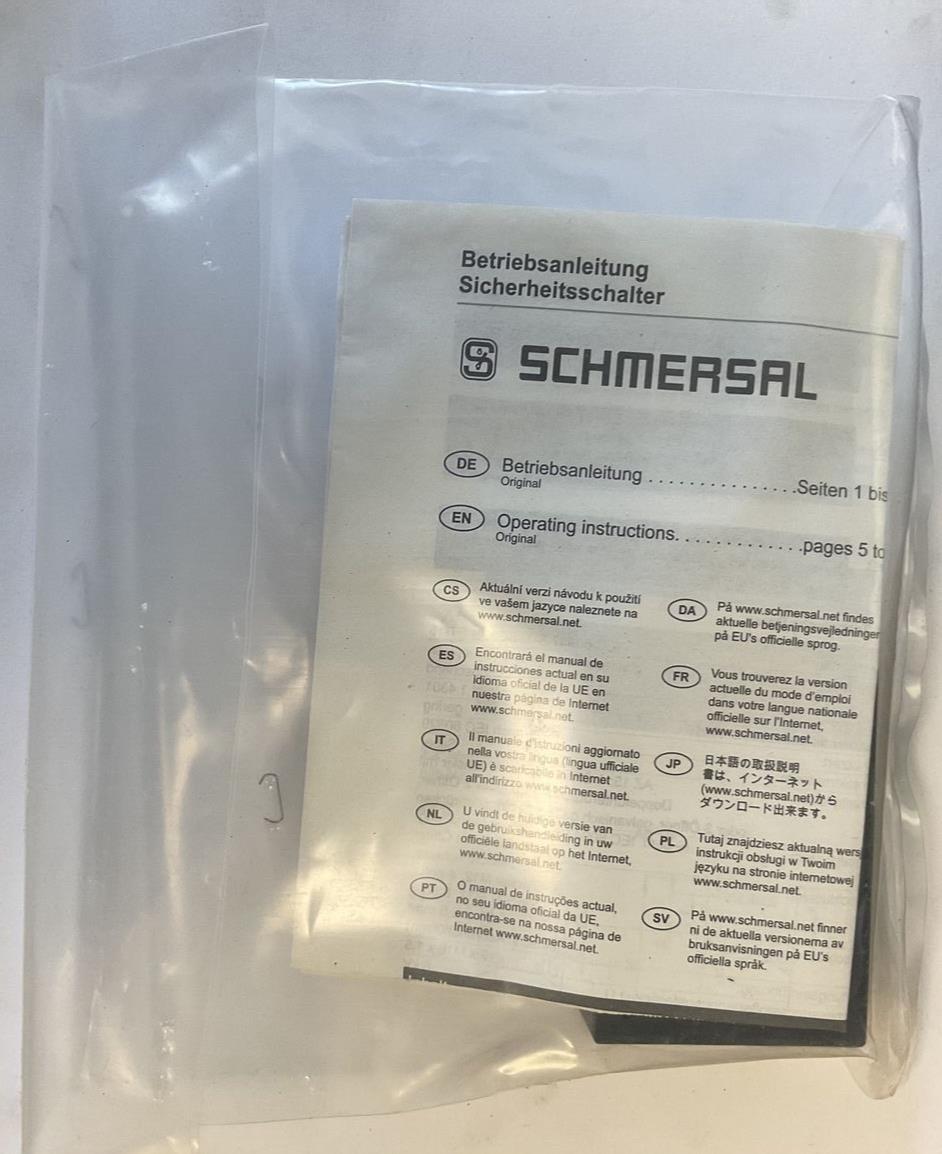 Betriebsanleitung
Sicherheitsschalter
SCHMERSAL
DE Betriebsanleitung . . . . . . . . . . . . . . .Seiten 1 bis
Original
EN Operating instructions. . . . . . . . . . . . .pages 5 to
Original
CS Aktuální verzi návodu k použití
ve vašem jazyce naleznete na
www.schmersal.net.
DA På www.schmersal.net findes
aktuelle betjeningsvejledninger
på EU's officielle sprog.
ES Encontrará el manual de
instrucciones actual en su
idioma oficial de la UE en
nuestra página de Internet
www.schmersal.net.
FR Vous trouverez la version
actuelle du mode d'emploi
dans votre langue nationale
officielle sur l'Internet,
www.schmersal.net.
IT Il manuale d'istruzioni aggiornato
nella vostra lingua (lingua ufficiale
UE) è scaricabile in Internet
all'indirizzo www.schmersal.net.
JP 日本語の取扱説明
書は、インターネット
(www.schmersal.net)から
ダウンロード出来ます。
NL U vindt de huidige versie van
de gebruikshandleiding in uw
officiële landstaal op het Internet,
www.schmersal.net.
PL Tutaj znajdziesz aktualną wers
instrukcji obsługi w Twoim
języku na stronie internetowej
www.schmersal.net.
PT O manual de instruções actual,
no seu idioma oficial da UE,
encontra-se na nossa página de
Internet www.schmersal.net.
SV På www.schmersal.net finner
ni de aktuella versionerna av
bruksanvisningen på EU's
officiella språk.